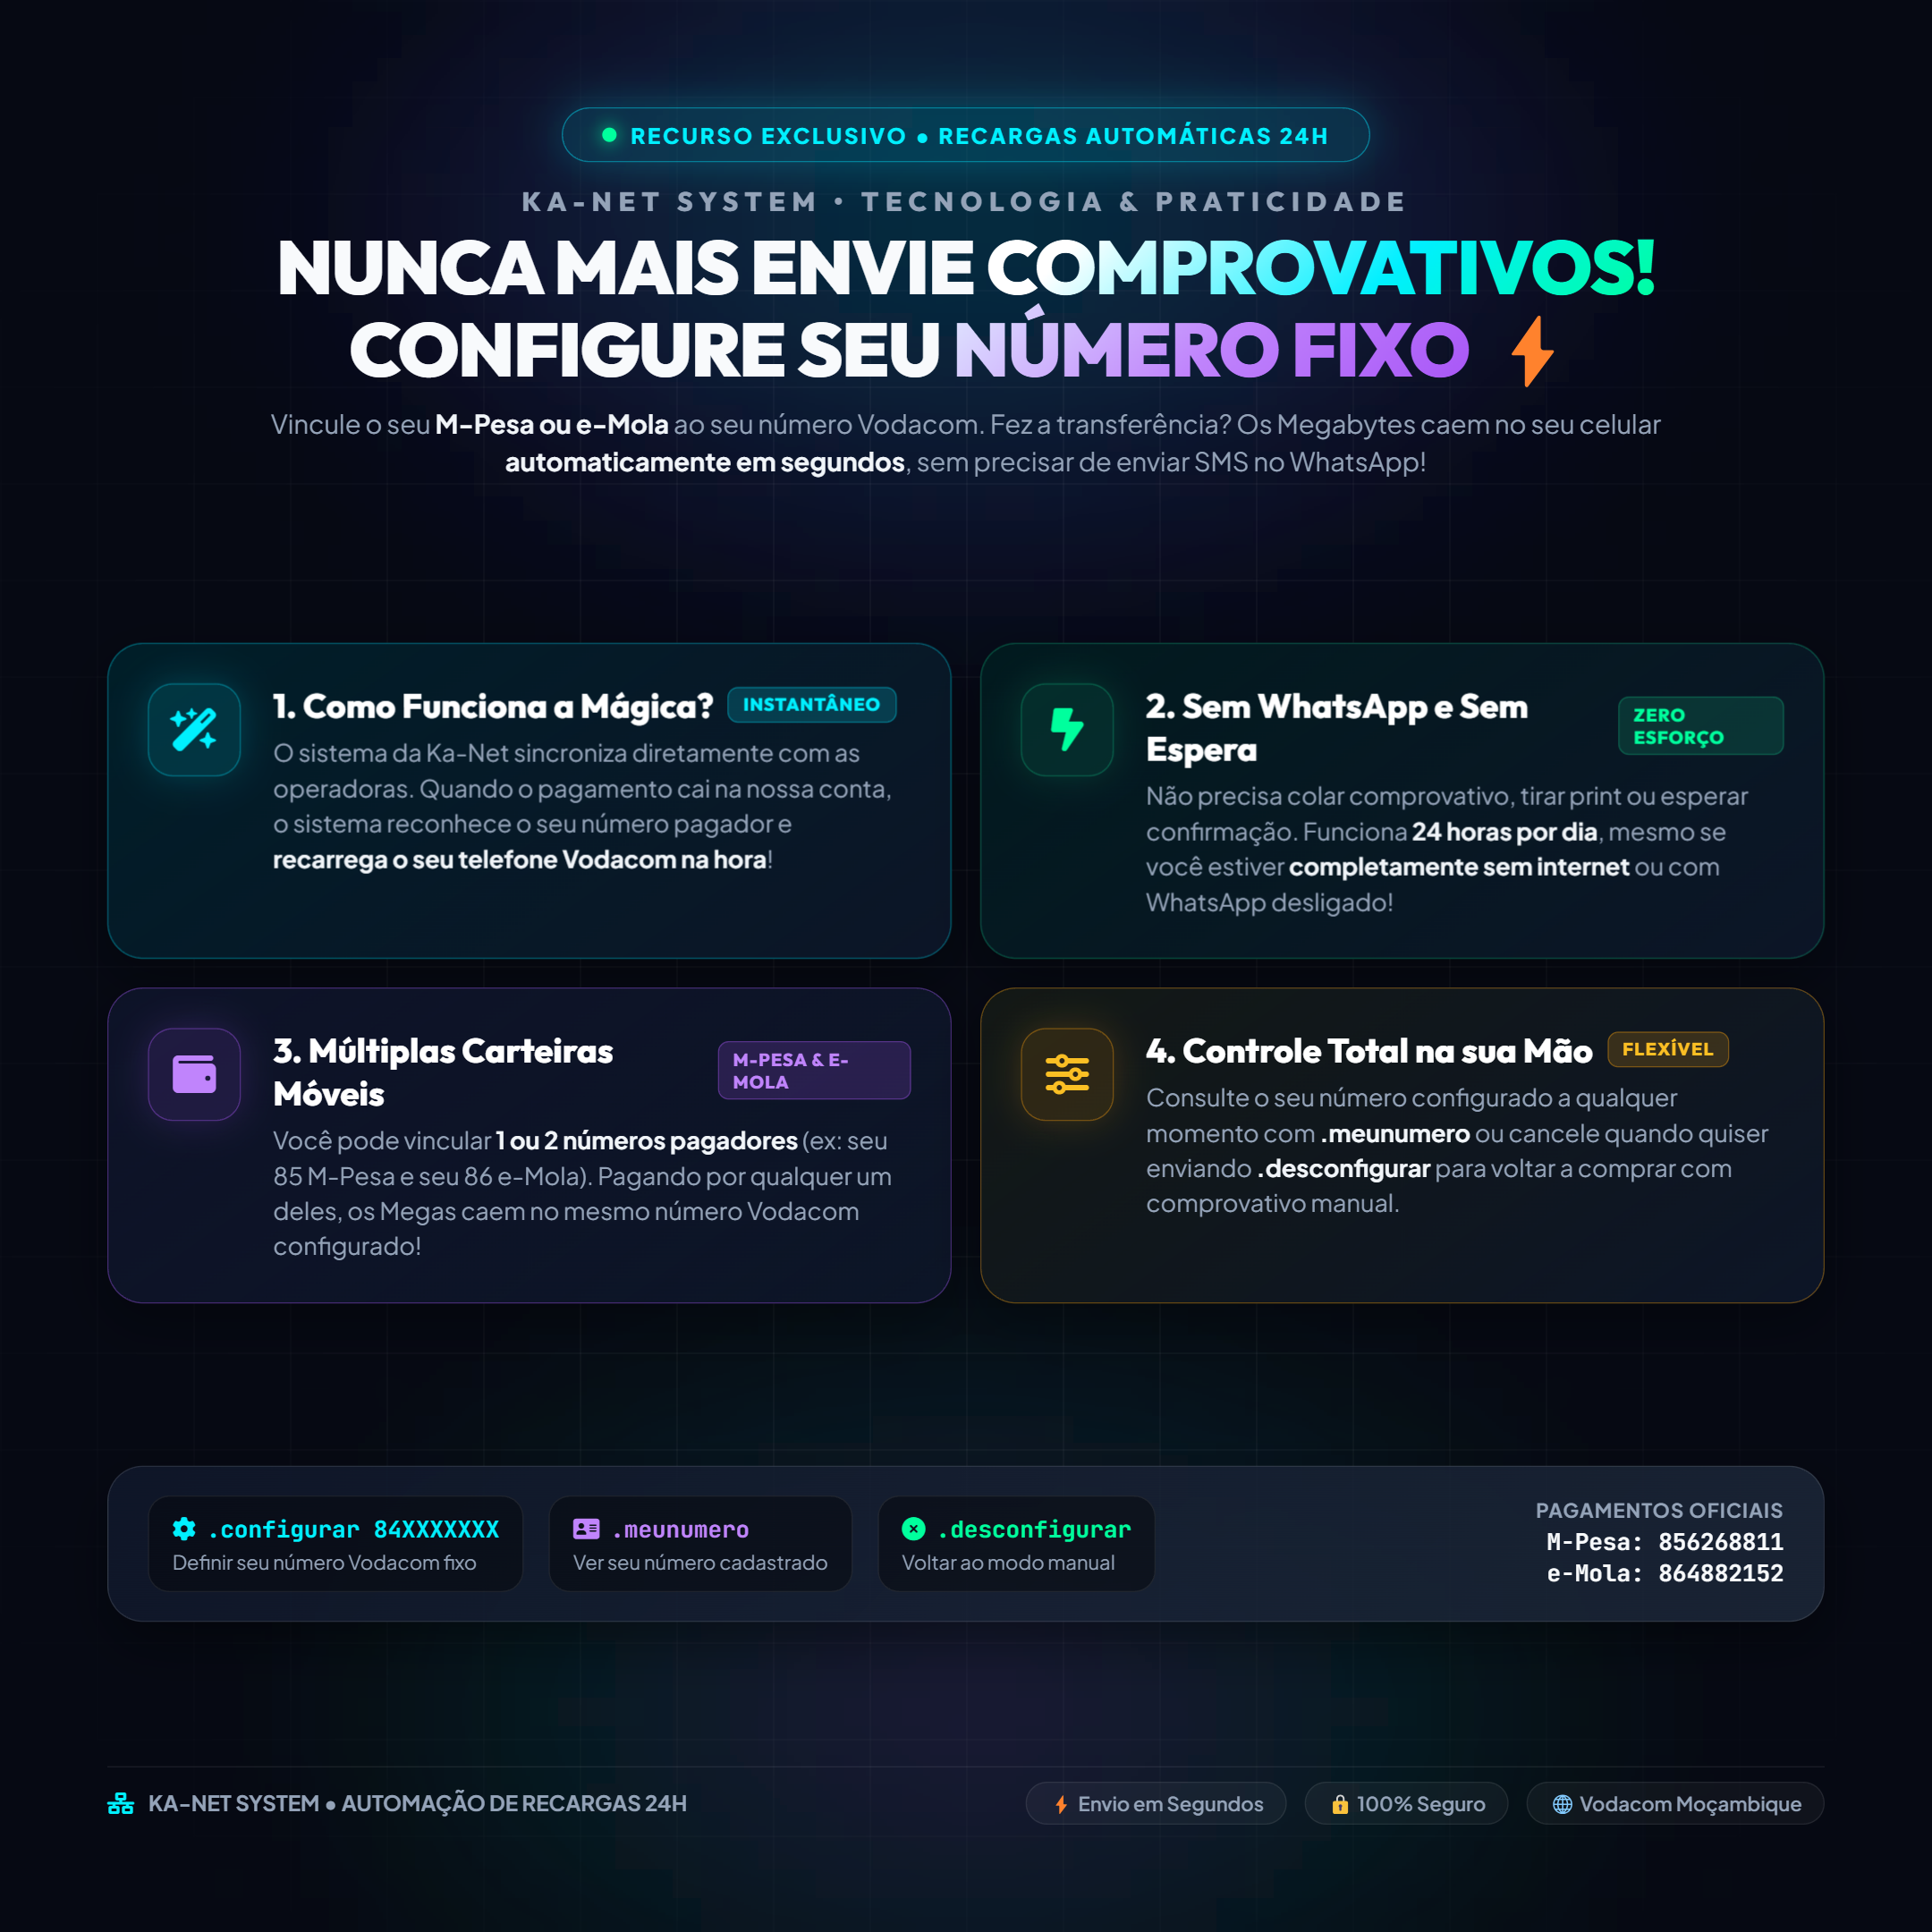 RECURSO EXCLUSIVO ● RECARGAS AUTOMÁTICAS 24H
KA-NET SYSTEM • TECNOLOGIA & PRATICIDADE
NUNCA MAIS ENVIE COMPROVATIVOS!
CONFIGURE SEU NÚMERO FIXO
Vincule o seu M-Pesa ou e-Mola ao seu número Vodacom. Fez a transferência? Os Megabytes caem no seu celular
automaticamente em segundos, sem precisar de enviar SMS no WhatsApp!
1. Como Funciona a Mágica? INSTANTÂNEO
O sistema da Ka-Net sincroniza diretamente com as
operadoras. Quando o pagamento cai na nossa conta,
o sistema reconhece o seu número pagador e
recarrega o seu telefone Vodacom na hora!
2. Sem WhatsApp e Sem
Espera
ZERO
ESFORÇO
Não precisa colar comprovativo, tirar print ou esperar
confirmação. Funciona 24 horas por dia, mesmo se
você estiver completamente sem internet ou com
WhatsApp desligado!
3. Múltiplas Carteiras
Móveis
M-PESA & E-
MOLA
Você pode vincular 1 ou 2 números pagadores (ex: seu
85 M-Pesa e seu 86 e-Mola). Pagando por qualquer um
deles, os Megas caem no mesmo número Vodacom
configurado!
4. Controle Total na sua Mão FLEXÍVEL
Consulte o seu número configurado a qualquer
momento com .meunumero ou cancele quando quiser
enviando .desconfigurar para voltar a comprar com
comprovativo manual.
.configurar 84XXXXXXX
Definir seu número Vodacom fixo
.meunumero
Ver seu número cadastrado
.desconfigurar
Voltar ao modo manual
PAGAMENTOS OFICIAIS
M-Pesa: 856268811
e-Mola: 864882152
KA-NET SYSTEM ● AUTOMAÇÃO DE RECARGAS 24H
Envio em Segundos
100% Seguro
Vodacom Moçambique